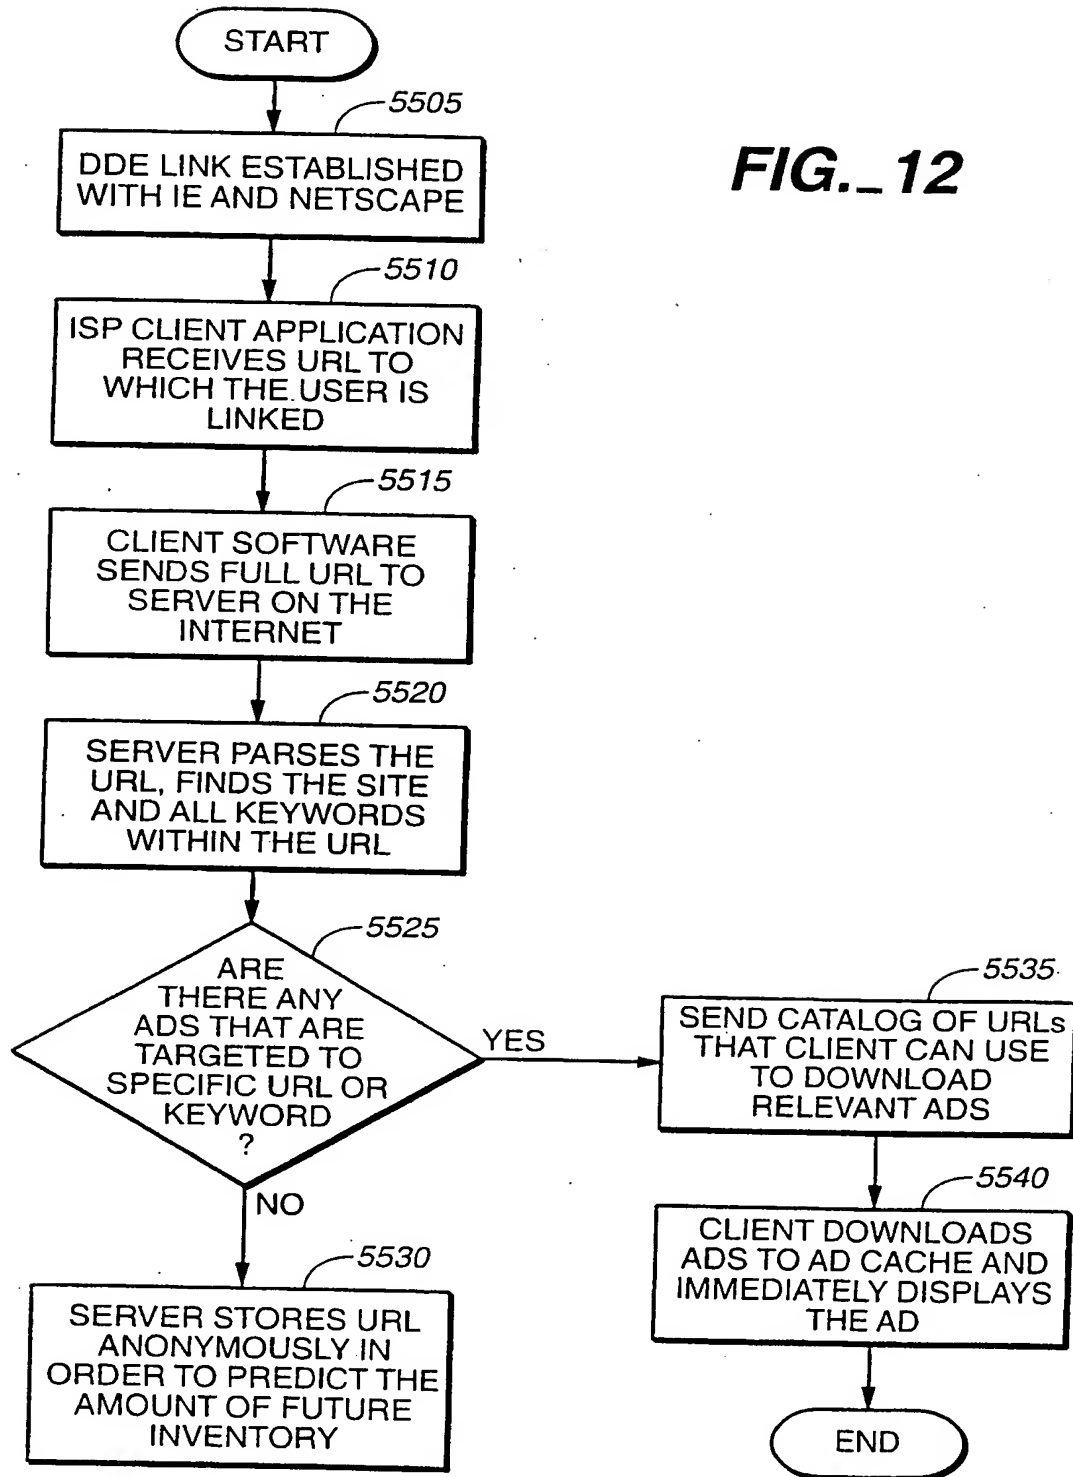 START
5505
DDE LINK ESTABLISHED
WITH IE AND NETSCAPE
FIG._12
5510
ISP CLIENT APPLICATION
RECEIVES URL TO
WHICH THE USER IS
LINKED
5515
CLIENT SOFTWARE
SENDS FULL URL TO
SERVER ON THE
INTERNET
5520
SERVER PARSES THE
URL, FINDS THE SITE
AND ALL KEYWORDS
WITHIN THE URL
5525
ARE
THERE ANY
ADS THAT ARE
TARGETED TO
SPECIFIC URL OR
KEYWORD
?
YES
NO
5535
SEND CATALOG OF URLs
THAT CLIENT CAN USE
TO DOWNLOAD
RELEVANT ADS
5540
CLIENT DOWNLOADS
ADS TO AD CACHE AND
IMMEDIATELY DISPLAYS
THE AD
END
5530
SERVER STORES URL
ANONYMOUSLY IN
ORDER TO PREDICT THE
AMOUNT OF FUTURE
INVENTORY